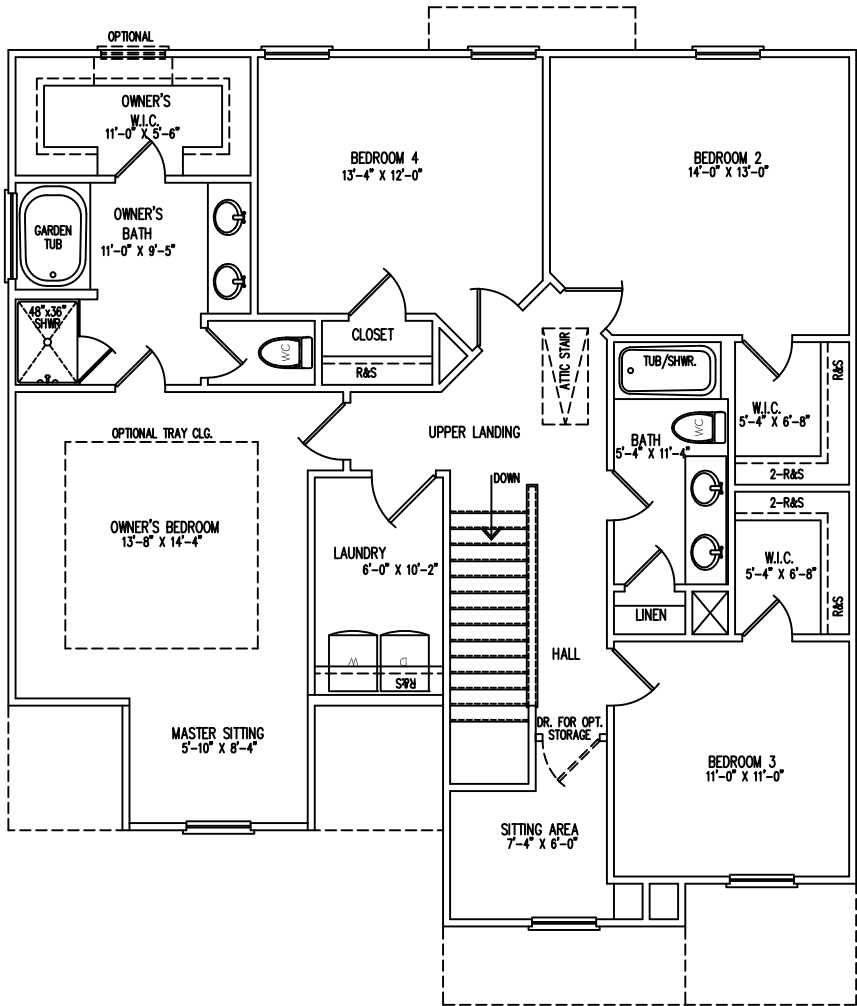 OPTIONAL
OWNER'S
W.I.C.
11'-0" X 5'-6"
BEDROOM 4
13'-4" X 12'-0"
BEDROOM 2
14'-0" X 13'-0"
GARDEN
TUB
OWNER'S
BATH
11'-0" X 9'-5"
48"x36"
SHWR
WC
CLOSET
R&S
ATTIC STAIR
TUB/SHWR.
R&S
W.I.C.
5'-4" X 6'-8"
WC
BATH
5'-4" X 11'-4"
2-R&S
2-R&S
OPTIONAL TRAY CLG.
UPPER LANDING
DOWN
OWNER'S BEDROOM
13'-8" X 14'-4"
LAUNDRY
6'-0" X 10'-2"
W.I.C.
5'-4" X 6'-8"
R&S
LINEN
W
D
R&S
HALL
MASTER SITTING
5'-10" X 8'-4"
DR. FOR OPT.
STORAGE
BEDROOM 3
11'-0" X 11'-0"
SITTING AREA
7'-4" X 6'-0"